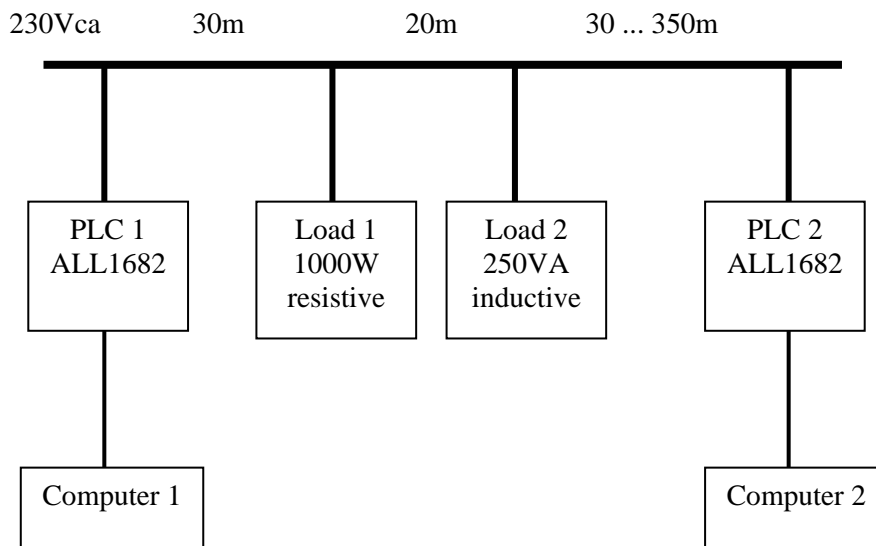 230Vca 30m 20m 30 ... 350m
PLC 1
ALL1682
Load 1
1000W
resistive
Load 2
250VA
inductive
PLC 2
ALL1682
Computer 1
Computer 2